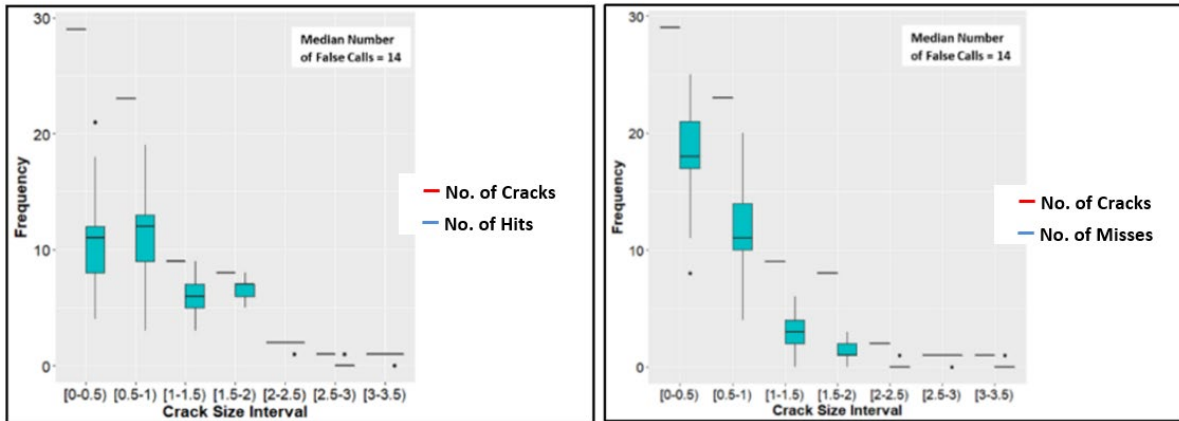 30
20
10
0
Frequency
Median Number
of False Calls = 14
No. of Cracks
No. of Hits
[0-0.5) [0.5-1) [1-1.5) [1.5-2) [2-2.5) [2.5-3) [3-3.5)
Crack Size Interval
30
20
10
0
Frequency
Median Number
of False Calls = 14
No. of Cracks
No. of Misses
[0-0.5) [0.5-1) [1-1.5) [1.5-2) [2-2.5) [2.5-3) [3-3.5)
Crack Size Interval